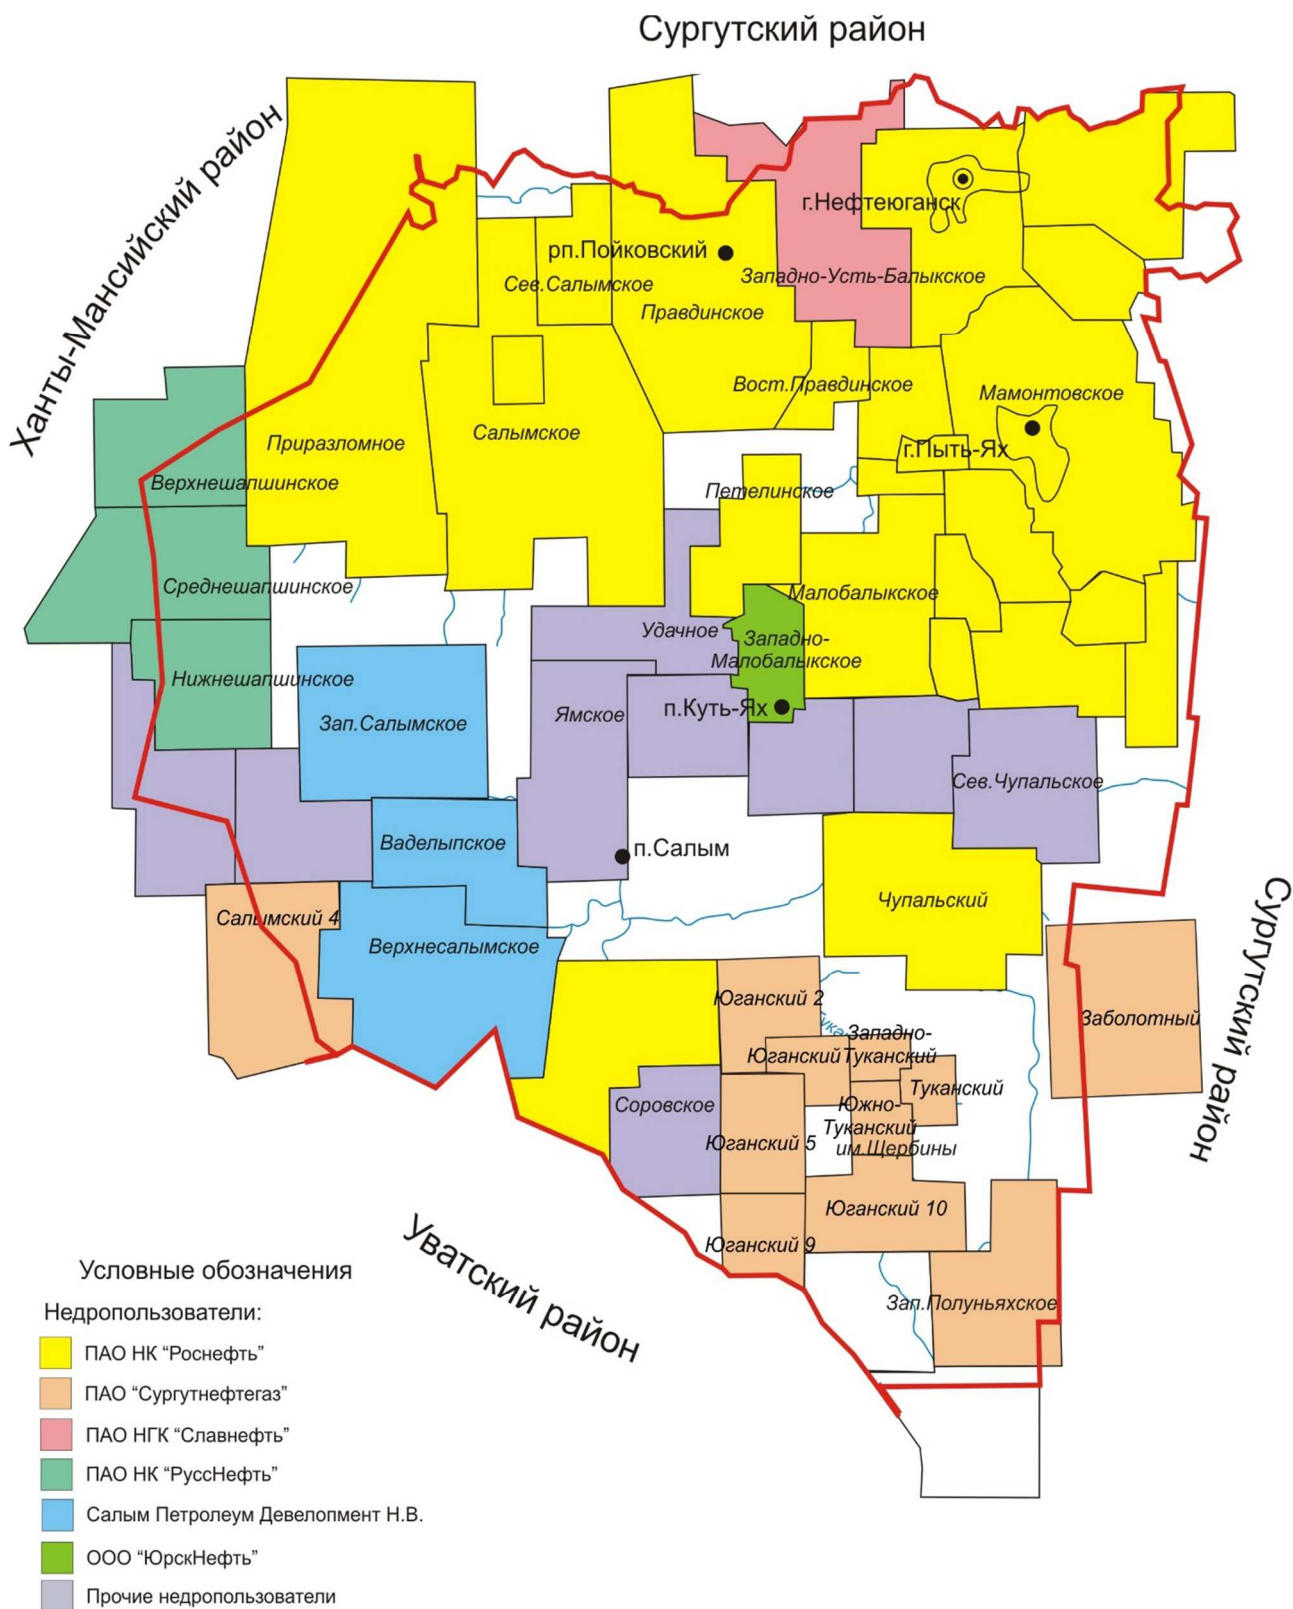 Сургутский район
Ханты-Мансийский район
г.Нефтеюганск
рп.Пойковский
Сев.Салымское
Западно-Усть-Балыкское
Правдинское
Вост.Правдинское
Мамонтовское
Приразломное
Салымское
г.Пыть-Ях
Верхнешапшинское
Петелинское
Среднешапшинское
Малобалыкское
Удачное
Западно-
Малобалыкское
Нижнешапшинское
Зап.Салымское
Ямское
п.Куть-Ях
Сев.Чупальское
Ваделыпское
п.Салым
Чупальский
Салымский 4
Верхнесалымское
Сургутский район
Юганский 2
Заболотный
Западно-
Туканский
Юганский
Туканский
Соровское
Южно-
Туканский
им.Щербины
Юганский 5
Юганский 10
Юганский 9
Уватский район
Зап.Полуньяхское
Условные обозначения
Недропользователи:
ПАО НК “Роснефть”
ПАО “Сургутнефтегаз”
ПАО НГК “Славнефть”
ПАО НК “РуссНефть”
Салым Петролеум Девелопмент Н.В.
ООО “ЮрскНефть”
Прочие недропользователи